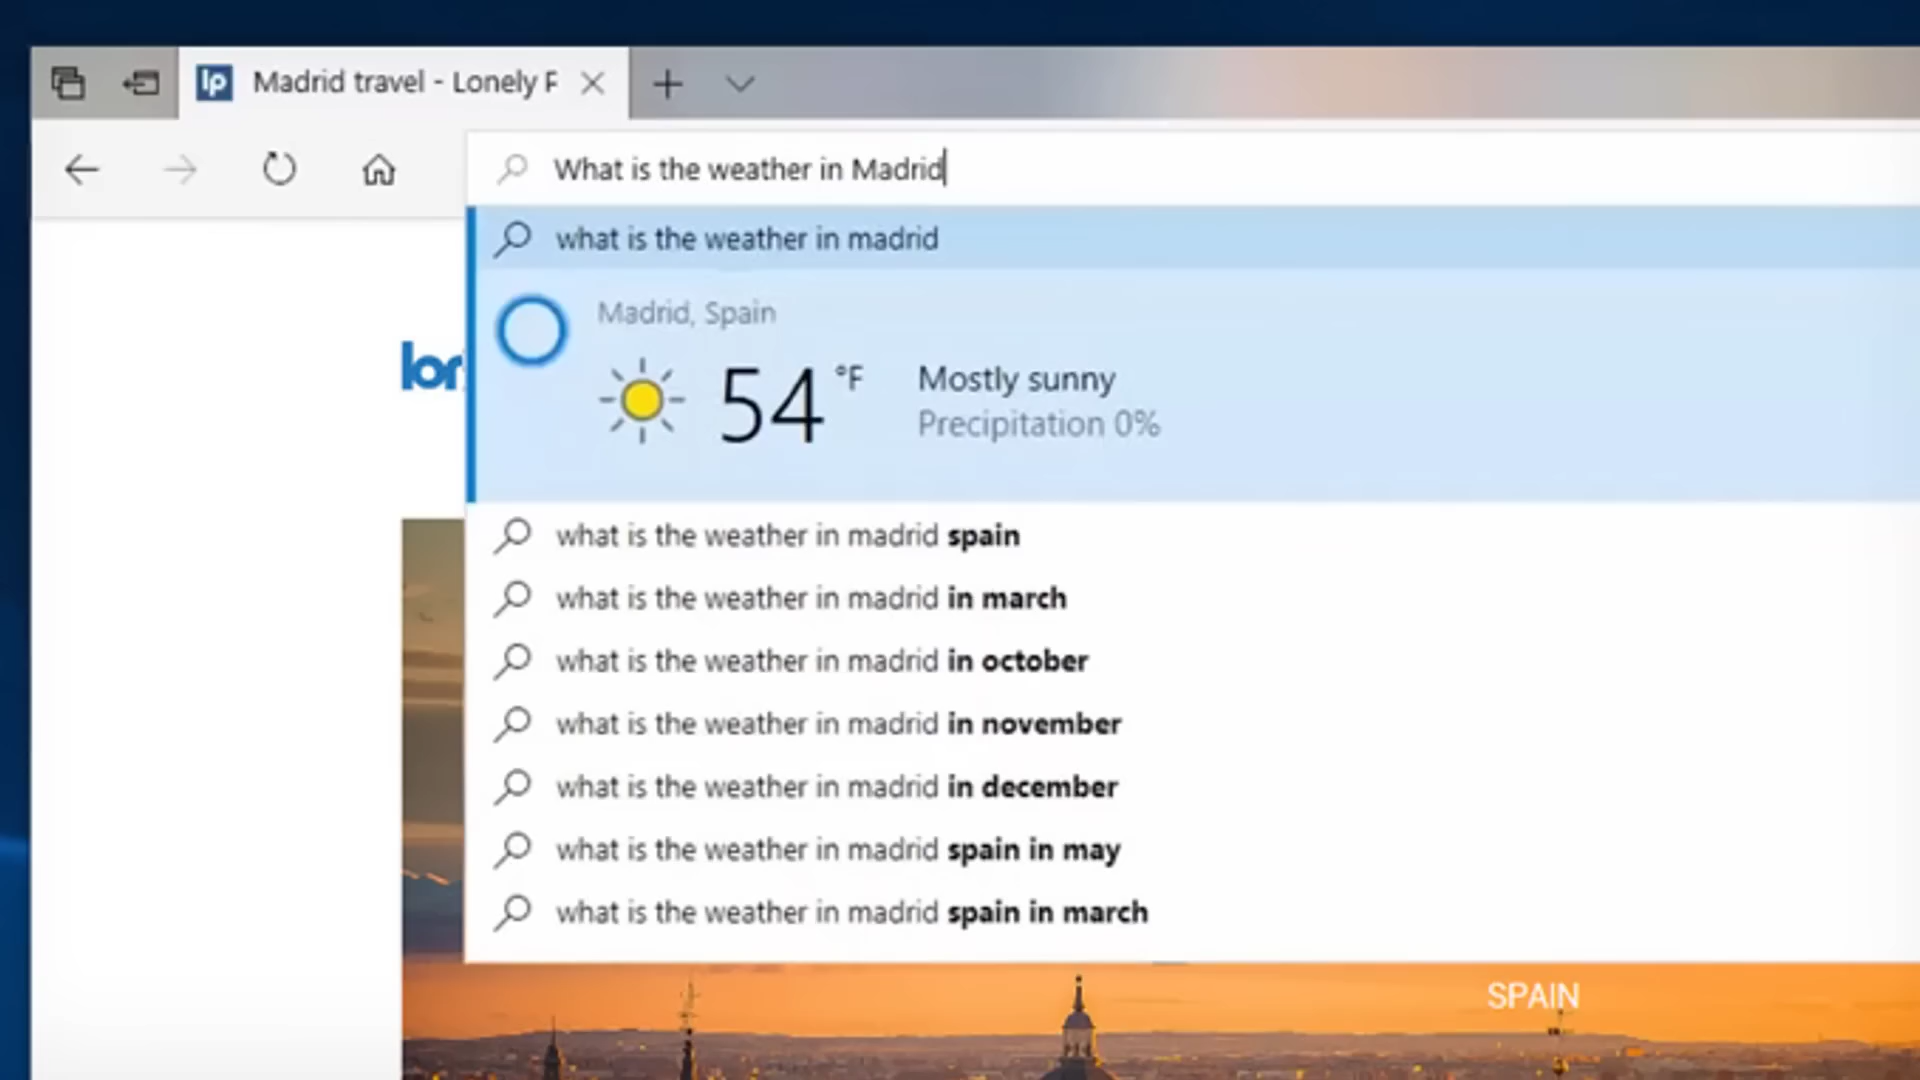 lp Madrid travel - Lonely P
What is the weather in Madrid
what is the weather in madrid
Madrid, Spain
54 °F
Mostly sunny
Precipitation 0%
lon
what is the weather in madrid spain
what is the weather in madrid in march
what is the weather in madrid in october
what is the weather in madrid in november
what is the weather in madrid in december
what is the weather in madrid spain in may
what is the weather in madrid spain in march
SPAIN